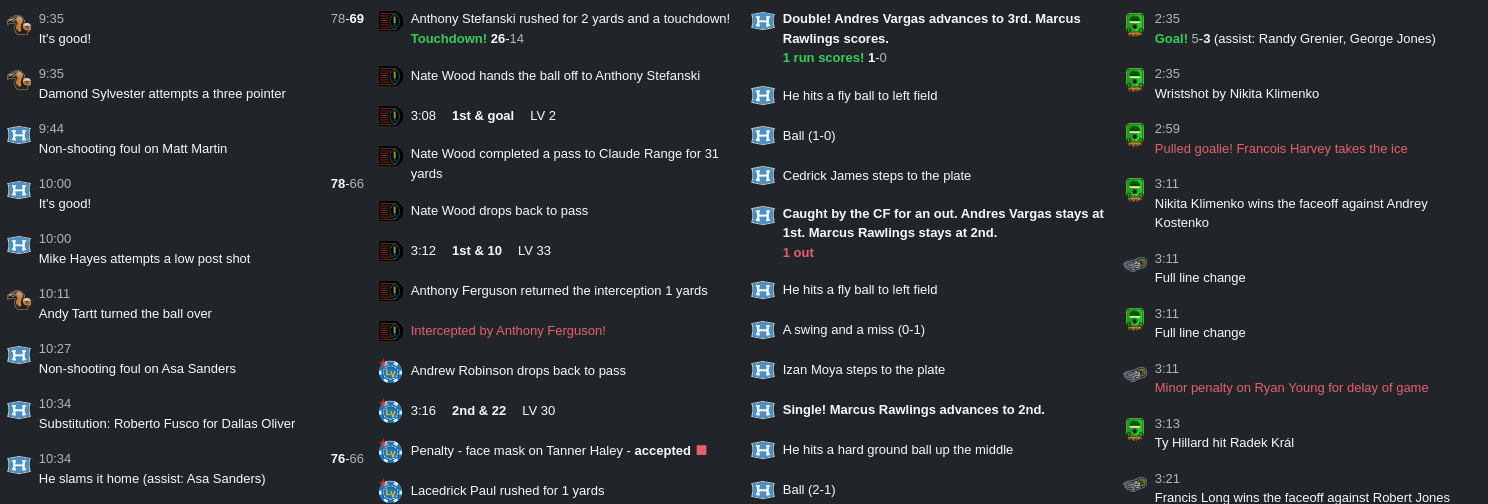 9:35 78-69
It's good!
9:35
Damond Sylvester attempts a three pointer
9:44
Non-shooting foul on Matt Martin
10:00 78-66
It's good!
10:00
Mike Hayes attempts a low post shot
10:11
Andy Tartt turned the ball over
10:27
Non-shooting foul on Asa Sanders
10:34
Substitution: Roberto Fusco for Dallas Oliver
10:34 76-66
He slams it home (assist: Asa Sanders)
Anthony Stefanski rushed for 2 yards and a touchdown!
Touchdown! 26-14
Nate Wood hands the ball off to Anthony Stefanski
3:08 1st & goal LV 2
Nate Wood completed a pass to Claude Range for 31
yards
Nate Wood drops back to pass
3:12 1st & 10 LV 33
Anthony Ferguson returned the interception 1 yards
Intercepted by Anthony Ferguson!
Andrew Robinson drops back to pass
3:16 2nd & 22 LV 30
Penalty - face mask on Tanner Haley - accepted
Lacedrick Paul rushed for 1 yards
Double! Andres Vargas advances to 3rd. Marcus
Rawlings scores.
1 run scores! 1-0
He hits a fly ball to left field
Ball (1-0)
Cedrick James steps to the plate
Caught by the CF for an out. Andres Vargas stays at
1st. Marcus Rawlings stays at 2nd.
1 out
He hits a fly ball to left field
A swing and a miss (0-1)
Izan Moya steps to the plate
Single! Marcus Rawlings advances to 2nd.
He hits a hard ground ball up the middle
Ball (2-1)
2:35
Goal! 5-3 (assist: Randy Grenier, George Jones)
2:35
Wristshot by Nikita Klimenko
2:59
Pulled goalie! Francois Harvey takes the ice
3:11
Nikita Klimenko wins the faceoff against Andrey
Kostenko
3:11
Full line change
3:11
Full line change
3:11
Minor penalty on Ryan Young for delay of game
3:13
Ty Hillard hit Radek Král
3:21
Francis Long wins the faceoff against Robert Jones